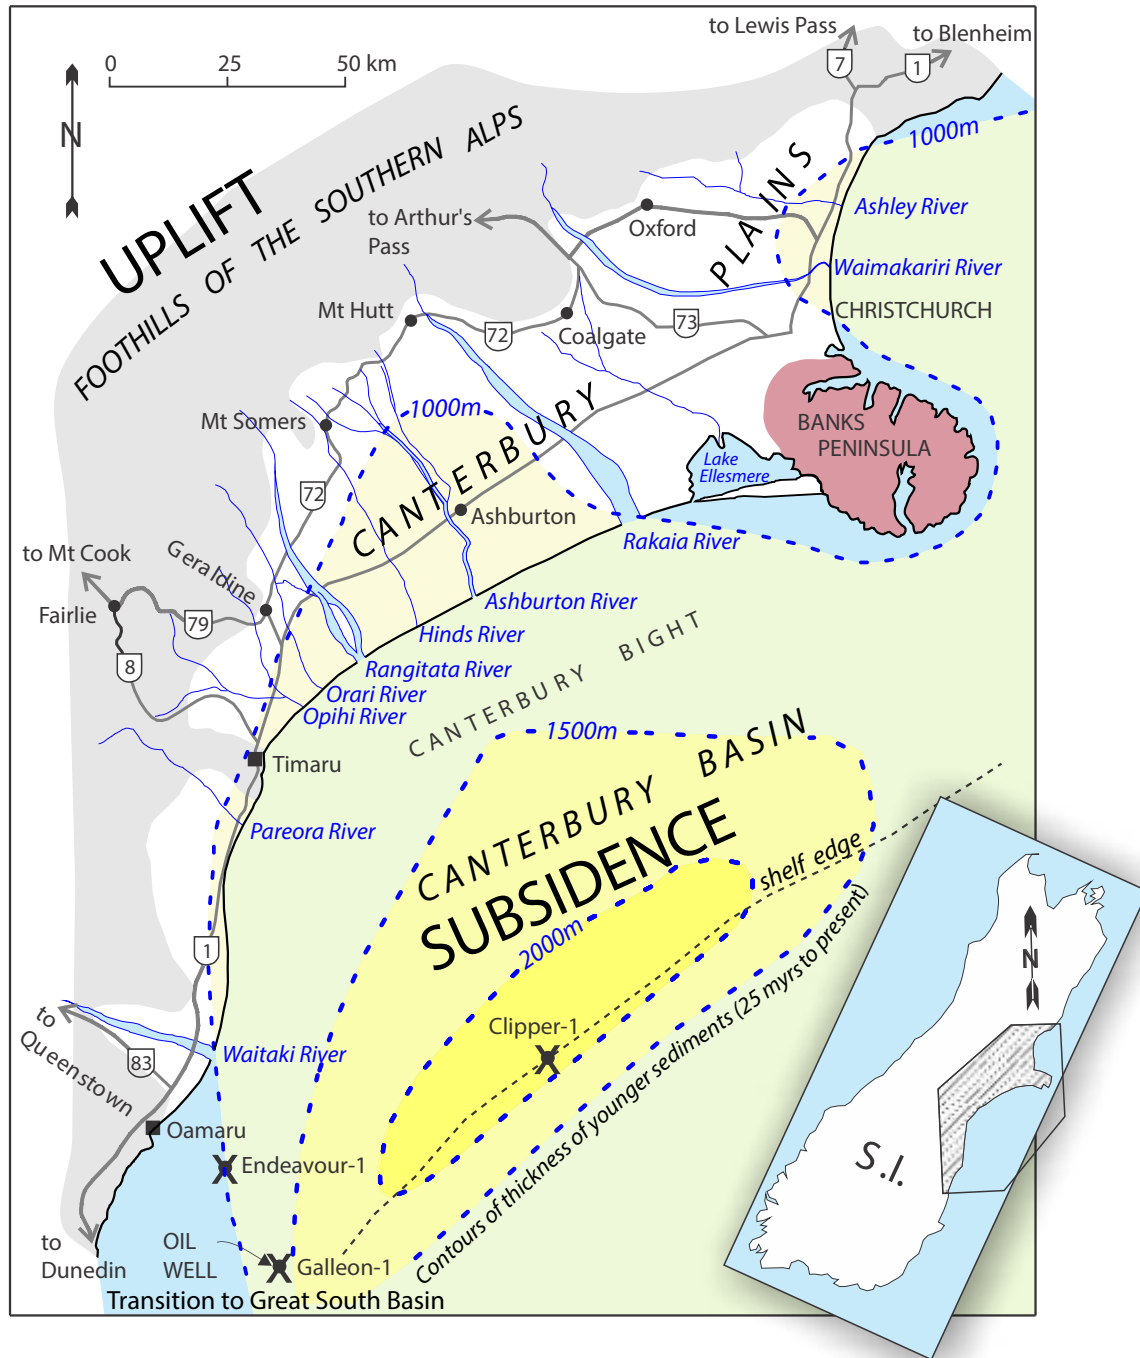 to Lewis Pass
to Blenheim
0 25 50 km
7
1
N
1000m
UPLIFT
FOOTHILLS OF THE SOUTHERN ALPS
PLAINS
to Arthur's
Pass
Oxford
Ashley River
Waimakariri River
CHRISTCHURCH
Mt Hutt
72
Coalgate
73
1000m
Mt Somers
CANTERBURY
BANKS
PENINSULA
Lake
Ellesmere
72
Ashburton
Rakaia River
to Mt Cook
Geraldine
Fairlie
79
8
Ashburton River
Hinds River
Rangitata River
Orari River
Opihi River
CANTERBURY BIGHT
1500m
Timaru
CANTERBURY BASIN
SUBSIDENCE
Pareora River
shelf edge
2000m
1
Contours of thickness of younger sediments (25 myrs to present)
N
Clipper-1
to
Queenstown
83
Waitaki River
Oamaru
Endeavour-1
S.I.
to
Dunedin
OIL
WELL
Galleon-1
Transition to Great South Basin